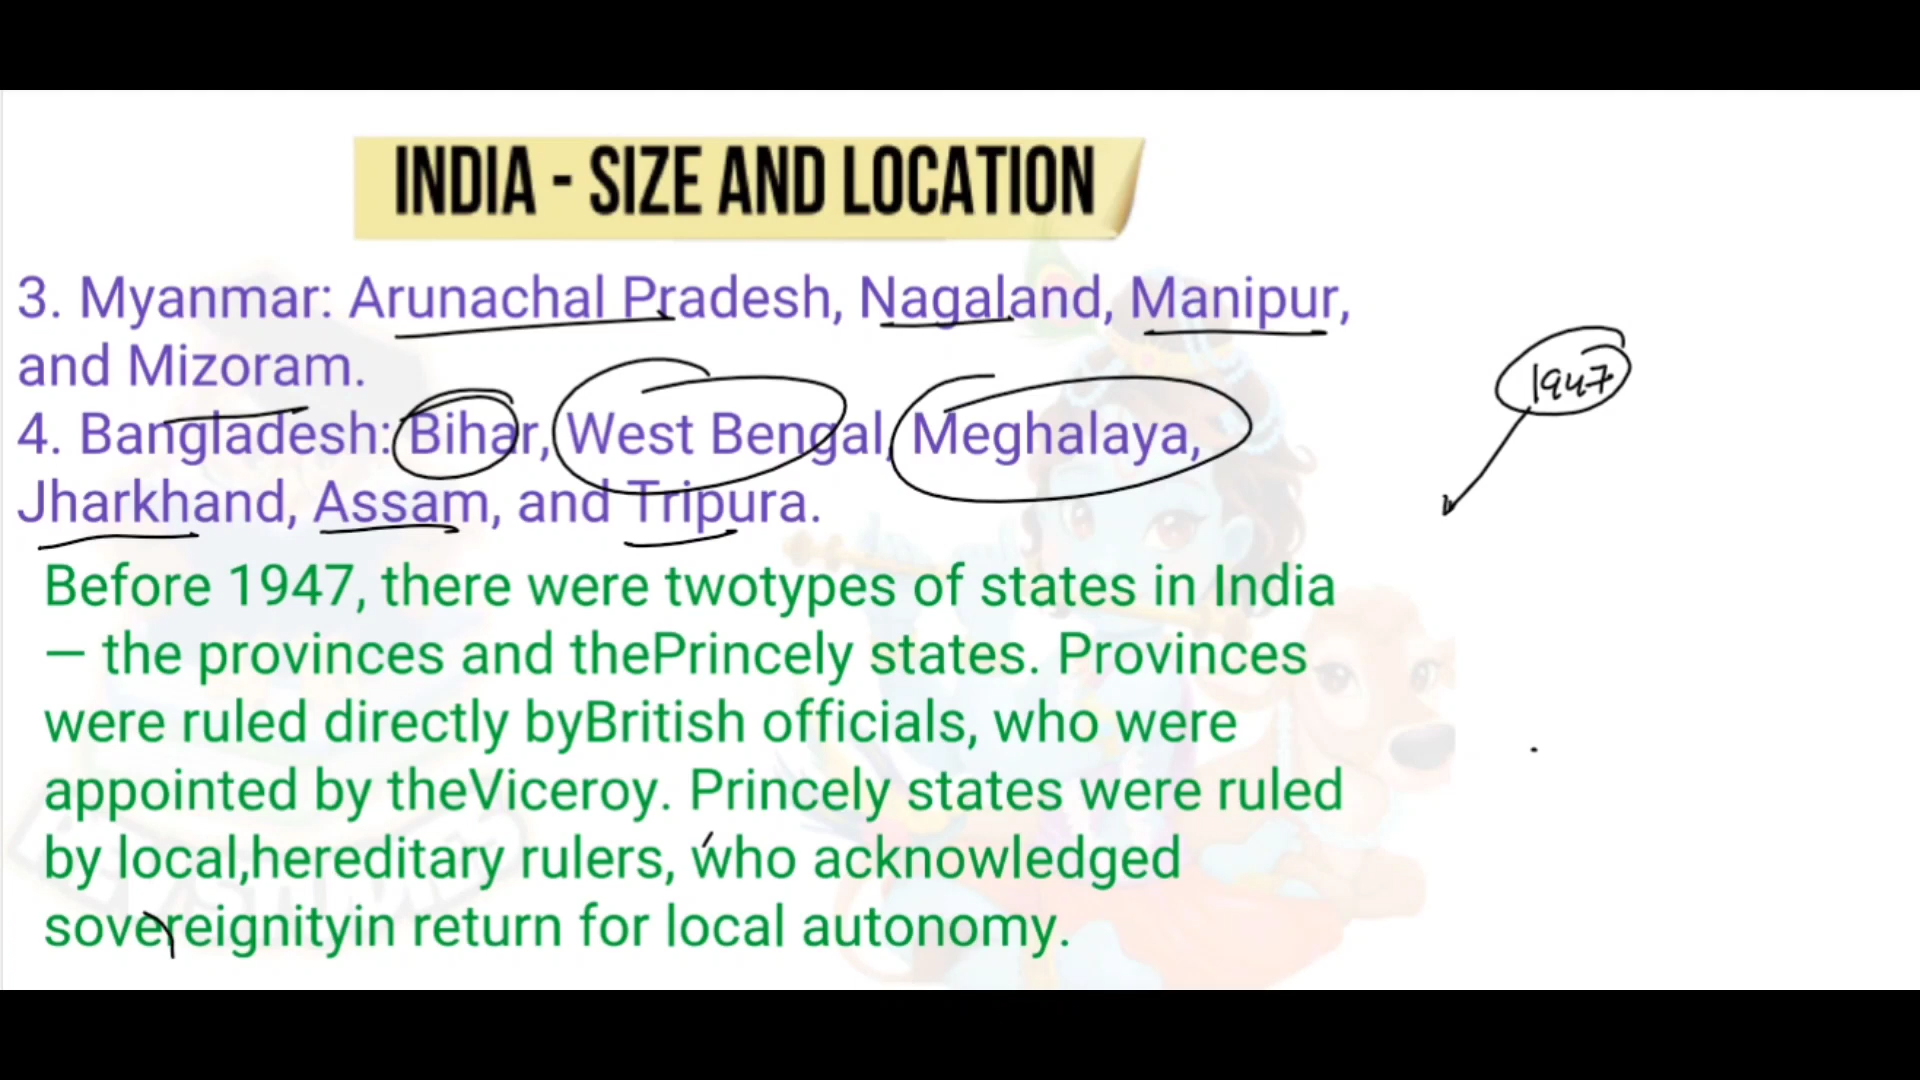 INDIA - SIZE AND LOCATION
3. Myanmar: Arunachal Pradesh, Nagaland, Manipur,
and Mizoram.
1947
4. Bangladesh: Bihar, West Bengal, Meghalaya,
Jharkhand, Assam, and Tripura.
Before 1947, there were twotypes of states in India
— the provinces and thePrincely states. Provinces
were ruled directly byBritish officials, who were
appointed by theViceroy. Princely states were ruled
by local,hereditary rulers, who acknowledged
sovereignityin return for local autonomy.